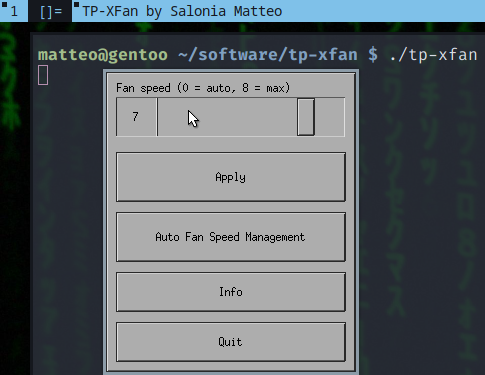 1 []= TP-XFan by Salonia Matteo
matteo@gentoo ~/software/tp-xfan $ ./tp-xfan
Fan speed (0 = auto, 8 = max)
7
Apply
Auto Fan Speed Management
Info
Quit